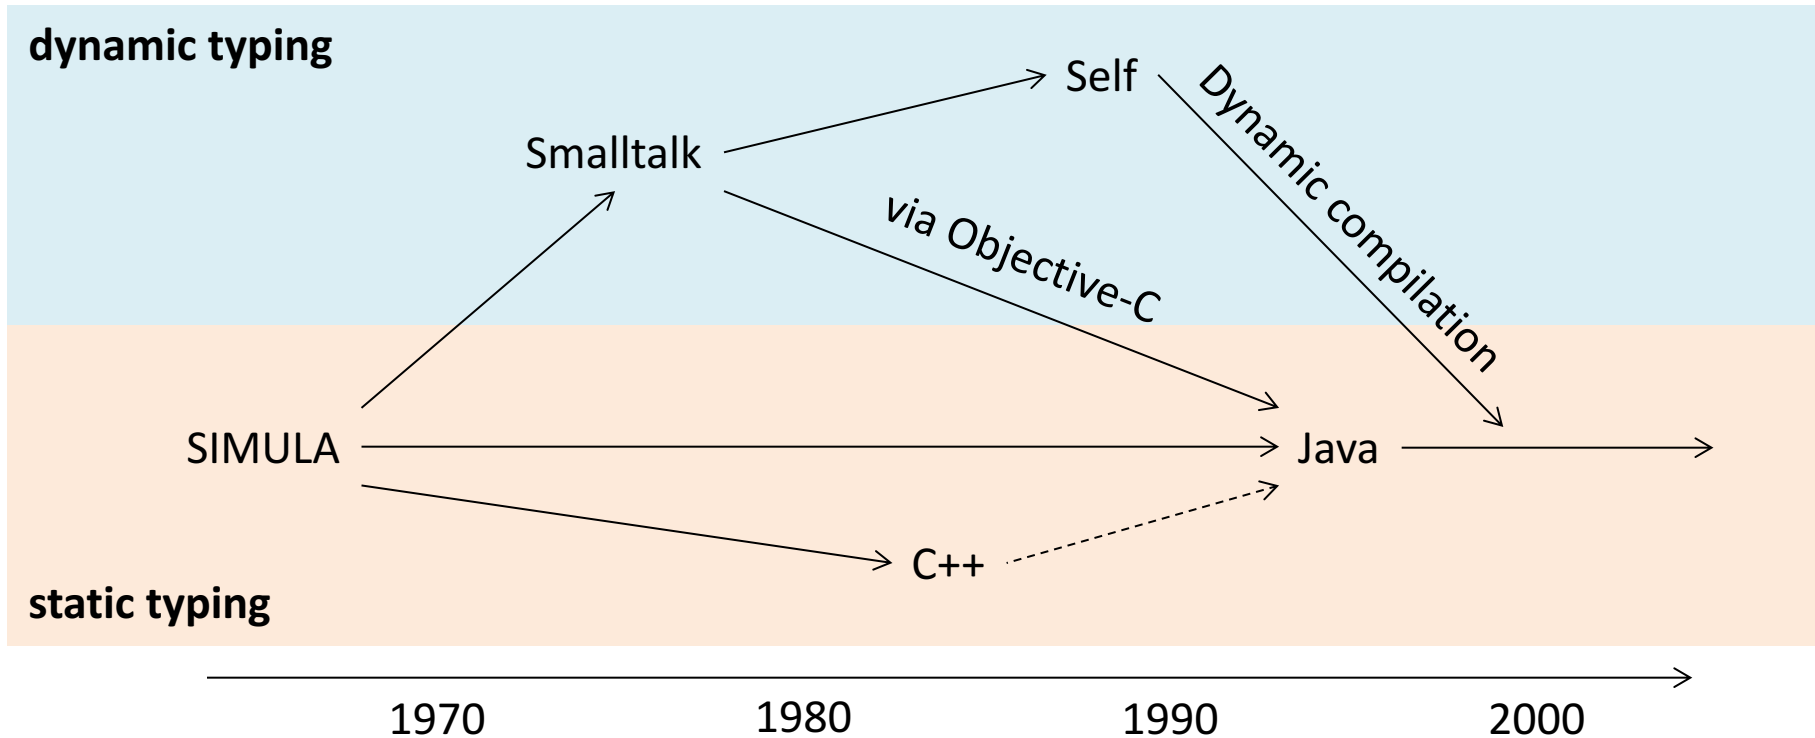 dynamic typing
Self
Dynamic compilation
Smalltalk
via Objective-C
SIMULA
Java
C++
static typing
1970
1980
1990
2000